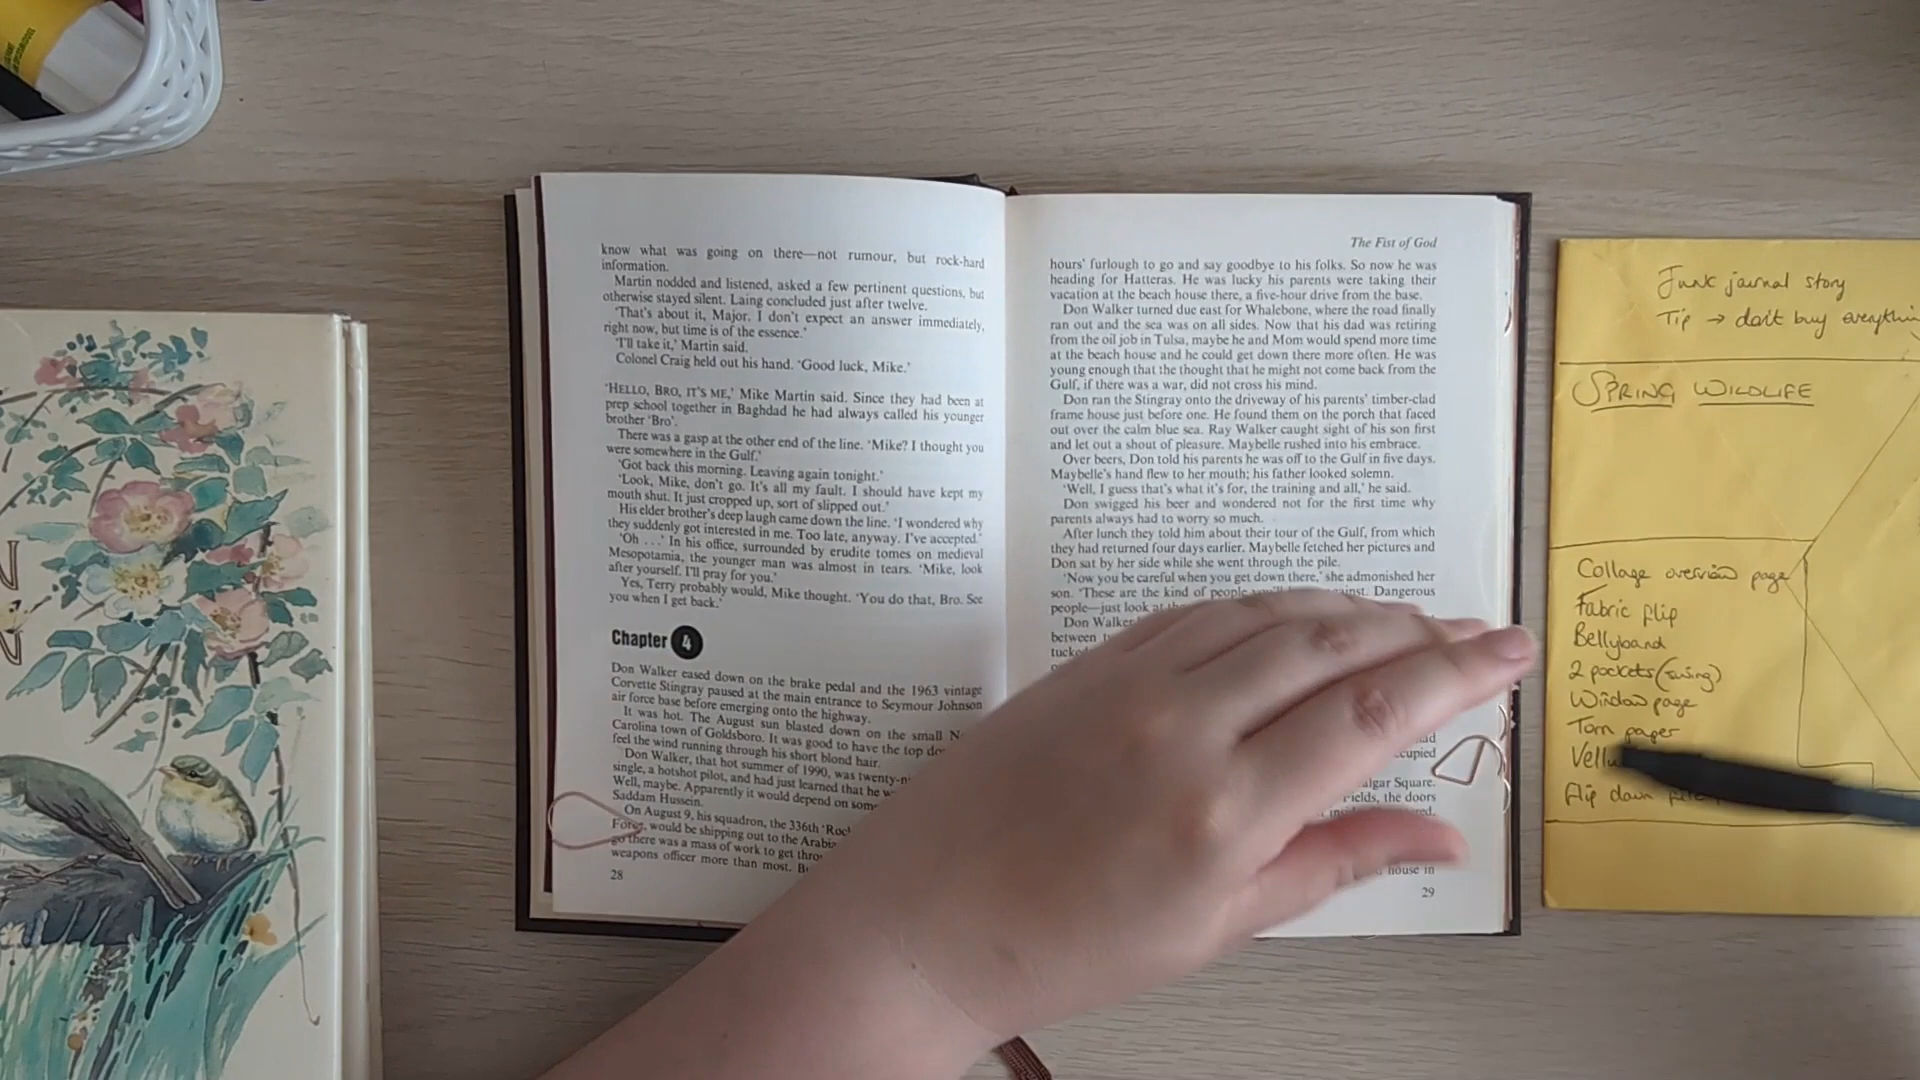 know what was going on there—not rumour, but rock-hard
information.
Martin nodded and listened, asked a few pertinent questions, but
otherwise stayed silent. Laing concluded just after twelve.
'That's about it, Major. I don't expect an answer immediately,
right now, but time is of the essence.'
'I'll take it,' Martin said.
Colonel Craig held out his hand. 'Good luck, Mike.'
'HELLO, BRO, IT'S ME,' Mike Martin said. Since they had been at
prep school together in Baghdad he had always called his younger
brother 'Bro'.
There was a gasp at the other end of the line. 'Mike? I thought you
were somewhere in the Gulf.'
'Got back this morning. Leaving again tonight.'
'Look, Mike, don't go. It's all my fault. I should have kept my
mouth shut. It just cropped up, sort of slipped out.'
His elder brother's deep laugh came down the line. 'I wondered why
they suddenly got interested in me. Too late, anyway. I've accepted.'
'Oh . . .' In his office, surrounded by erudite tomes on medieval
Mesopotamia, the younger man was almost in tears. 'Mike, look
after yourself. I'll pray for you.'
Yes, Terry probably would, Mike thought. 'You do that, Bro. See
you when I get back.'
Chapter 4
Don Walker eased down on the brake pedal and the 1963 vintage
Corvette Stingray paused at the main entrance to Seymour Johnson
air force base before emerging onto the highway.
It was hot. The August sun blasted down on the small
Carolina town of Goldsboro. It was good to have the top
feel the wind running through his short blond hair.
Don Walker, that hot summer of 1990, was
single, a hotshot pilot, and had just learned that he
Well, maybe. Apparently it would depend on
Saddam Hussein.
On August 9, his squadron, the 336th
would be shipping out to the
there was a mass of work to get
weapons officer more than most.
28
The Fist of God
hours' furlough to go and say goodbye to his folks. So now he was
heading for Hatteras. He was lucky his parents were taking their
vacation at the beach house there, a five-hour drive from the base.
Don Walker turned due east for Whalebone, where the road finally
ran out and the sea was on all sides. Now that his dad was retiring
from the oil job in Tulsa, maybe he and Mom would spend more time
at the beach house and he could get down there more often. He was
young enough that the thought that he might not come back from the
Gulf, if there was a war, did not cross his mind.
Don ran the Stingray onto the driveway of his parents' timber-clad
frame house just before one. He found them on the porch that faced
out over the calm blue sea. Ray Walker caught sight of his son first
and let out a shout of pleasure. Maybelle rushed into his embrace.
Over beers, Don told his parents he was off to the Gulf in five days.
Maybelle's hand flew to her mouth; his father looked solemn.
'Well, I guess that's what it's for, the training and all,' he said.
Don swigged his beer and wondered not for the first time why
parents always had to worry so much.
After lunch they told him about their tour of the Gulf, from which
they had returned four days earlier. Maybelle fetched her pictures and
Don sat by her side while she went through the pile.
'Now you be careful when you get down there,' she admonished her
son. 'These are the kind of people Dangerous
people—just look at
Don Walker
between
tucked
algar Square.
the doors
house in
29
Junk journal story
Tip → don't buy
SPRING WILDLIFE
Collage overview page
Fabric flip
Bellyband
2 pockets
Window page
Torn paper
Flip down